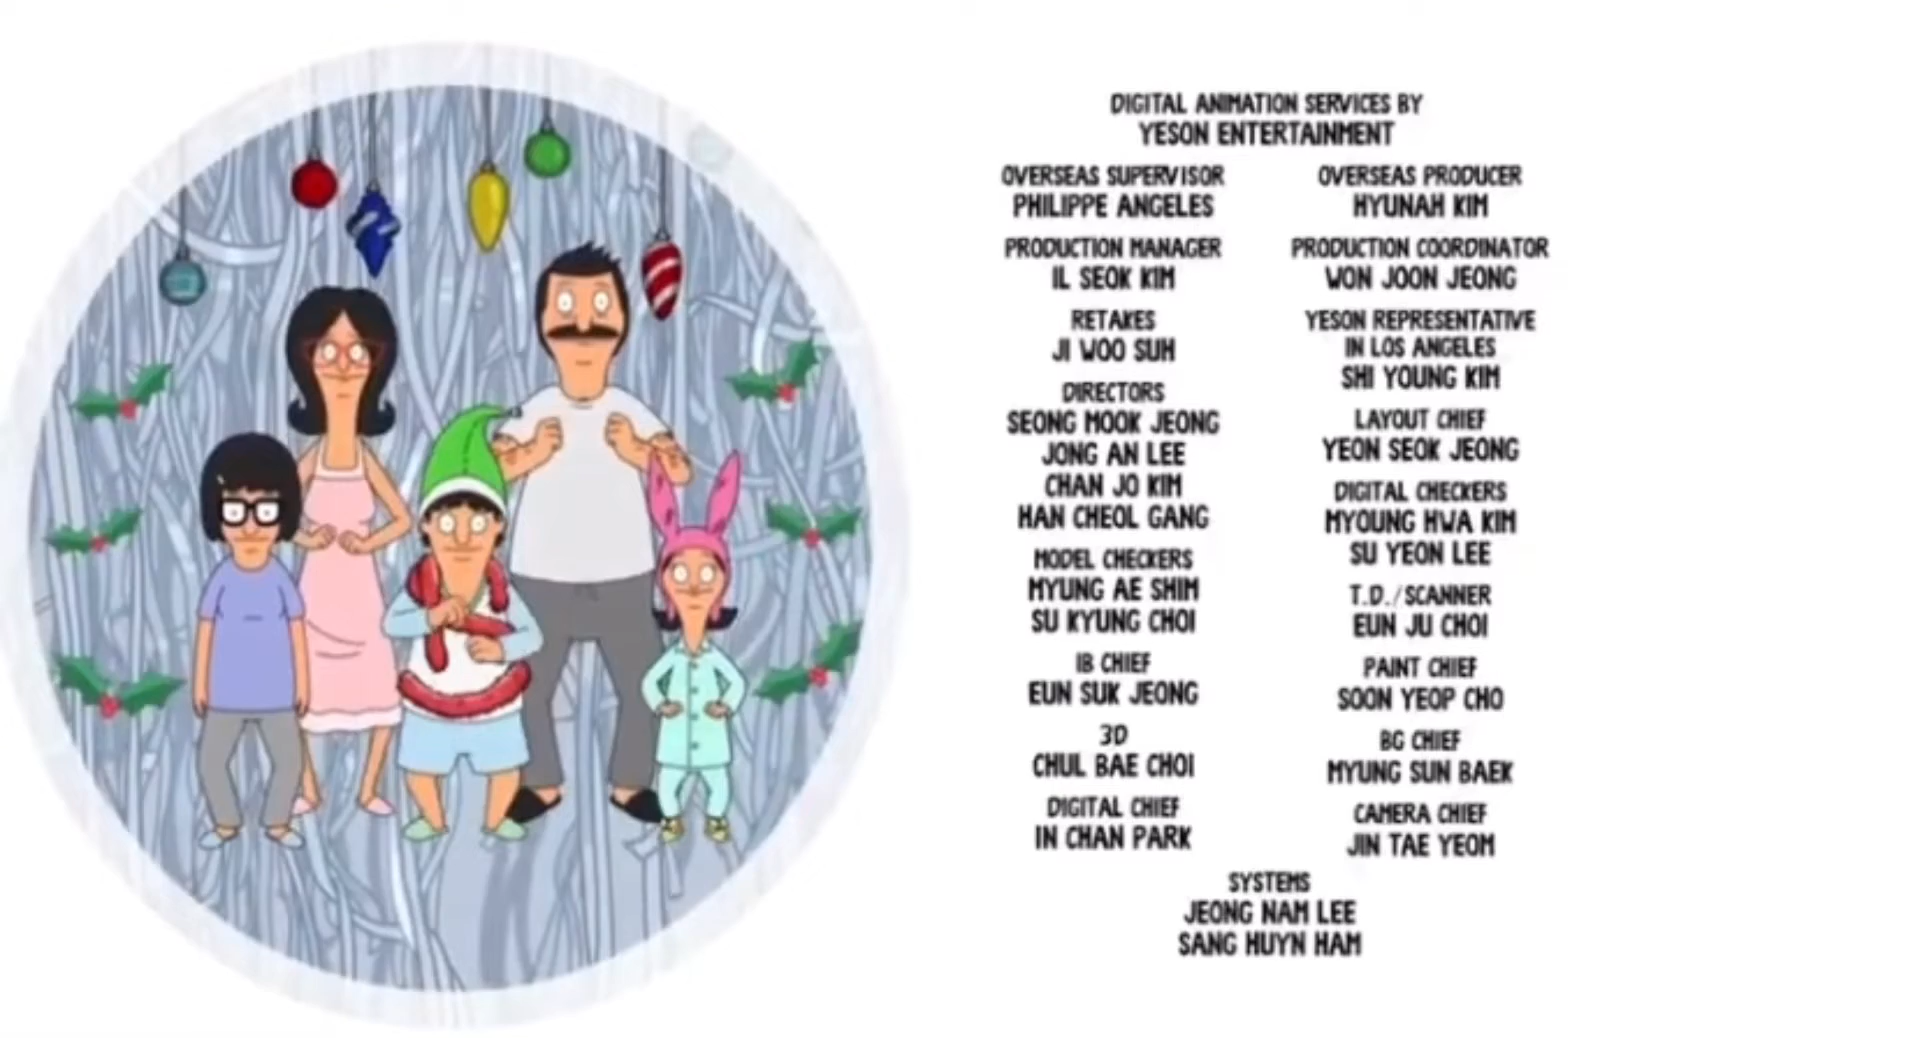 DIGITAL ANIMATION SERVICES BY
YESON ENTERTAINMENT
OVERSEAS SUPERVISOR
PHILIPPE ANGELES
PRODUCTION MANAGER
IL SEOK KIM
RETAKES
JI WOO SUH
DIRECTORS
SEONG MOOK JEONG
JONG AN LEE
CHAN JO KIM
HAN CHEOL GANG
MODEL CHECKERS
MYUNG AE SHIM
SU KYUNG CHOI
IB CHIEF
EUN SUK JEONG
3D
CHUL BAE CHOI
DIGITAL CHIEF
IN CHAN PARK
OVERSEAS PRODUCER
HYUNAH KIM
PRODUCTION COORDINATOR
WON JOON JEONG
YESON REPRESENTATIVE
IN LOS ANGELES
SHI YOUNG KIM
LAYOUT CHIEF
YEON SEOK JEONG
DIGITAL CHECKERS
MYOUNG HWA KIM
SU YEON LEE
T.D./SCANNER
EUN JU CHOI
PAINT CHIEF
SOON YEOP CHO
BG CHIEF
MYUNG SUN BAEK
CAMERA CHIEF
JIN TAE YEOM
SYSTEMS
JEONG NAM LEE
SANG HUYN HAM